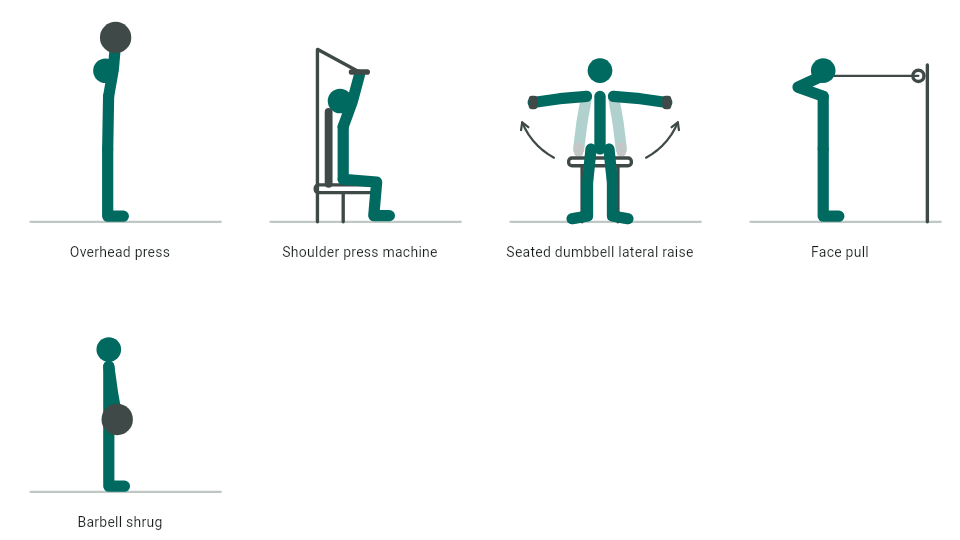 Overhead press
Shoulder press machine
Seated dumbbell lateral raise
Face pull
Barbell shrug